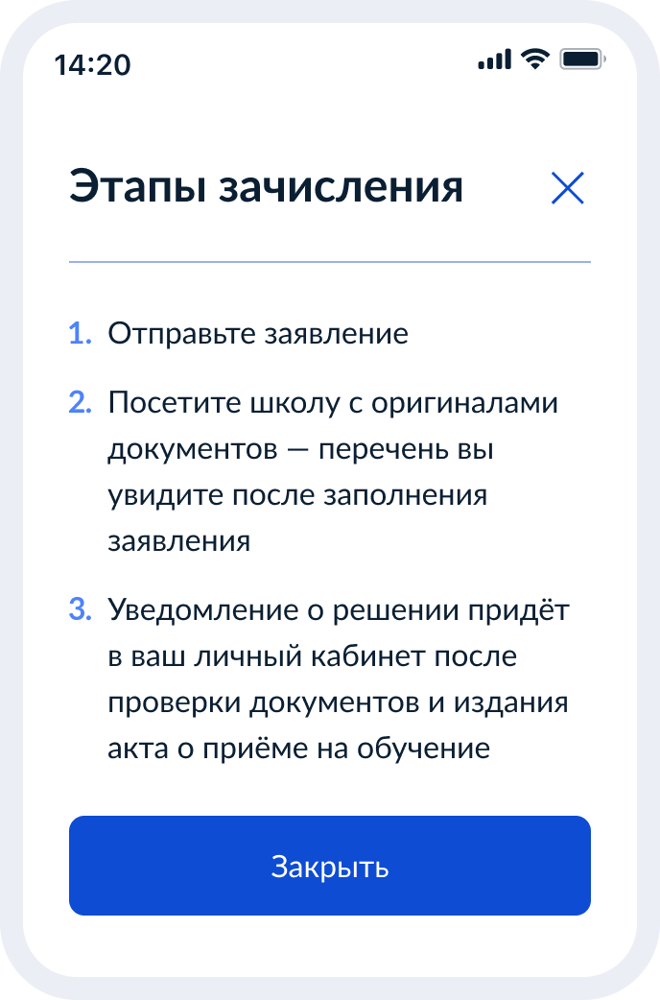 14:20
Этапы зачисления
1. Отправьте заявление
2. Посетите школу с оригиналами
документов — перечень вы
увидите после заполнения
заявления
3. Уведомление о решении придёт
в ваш личный кабинет после
проверки документов и издания
акта о приёме на обучение
Закрыть